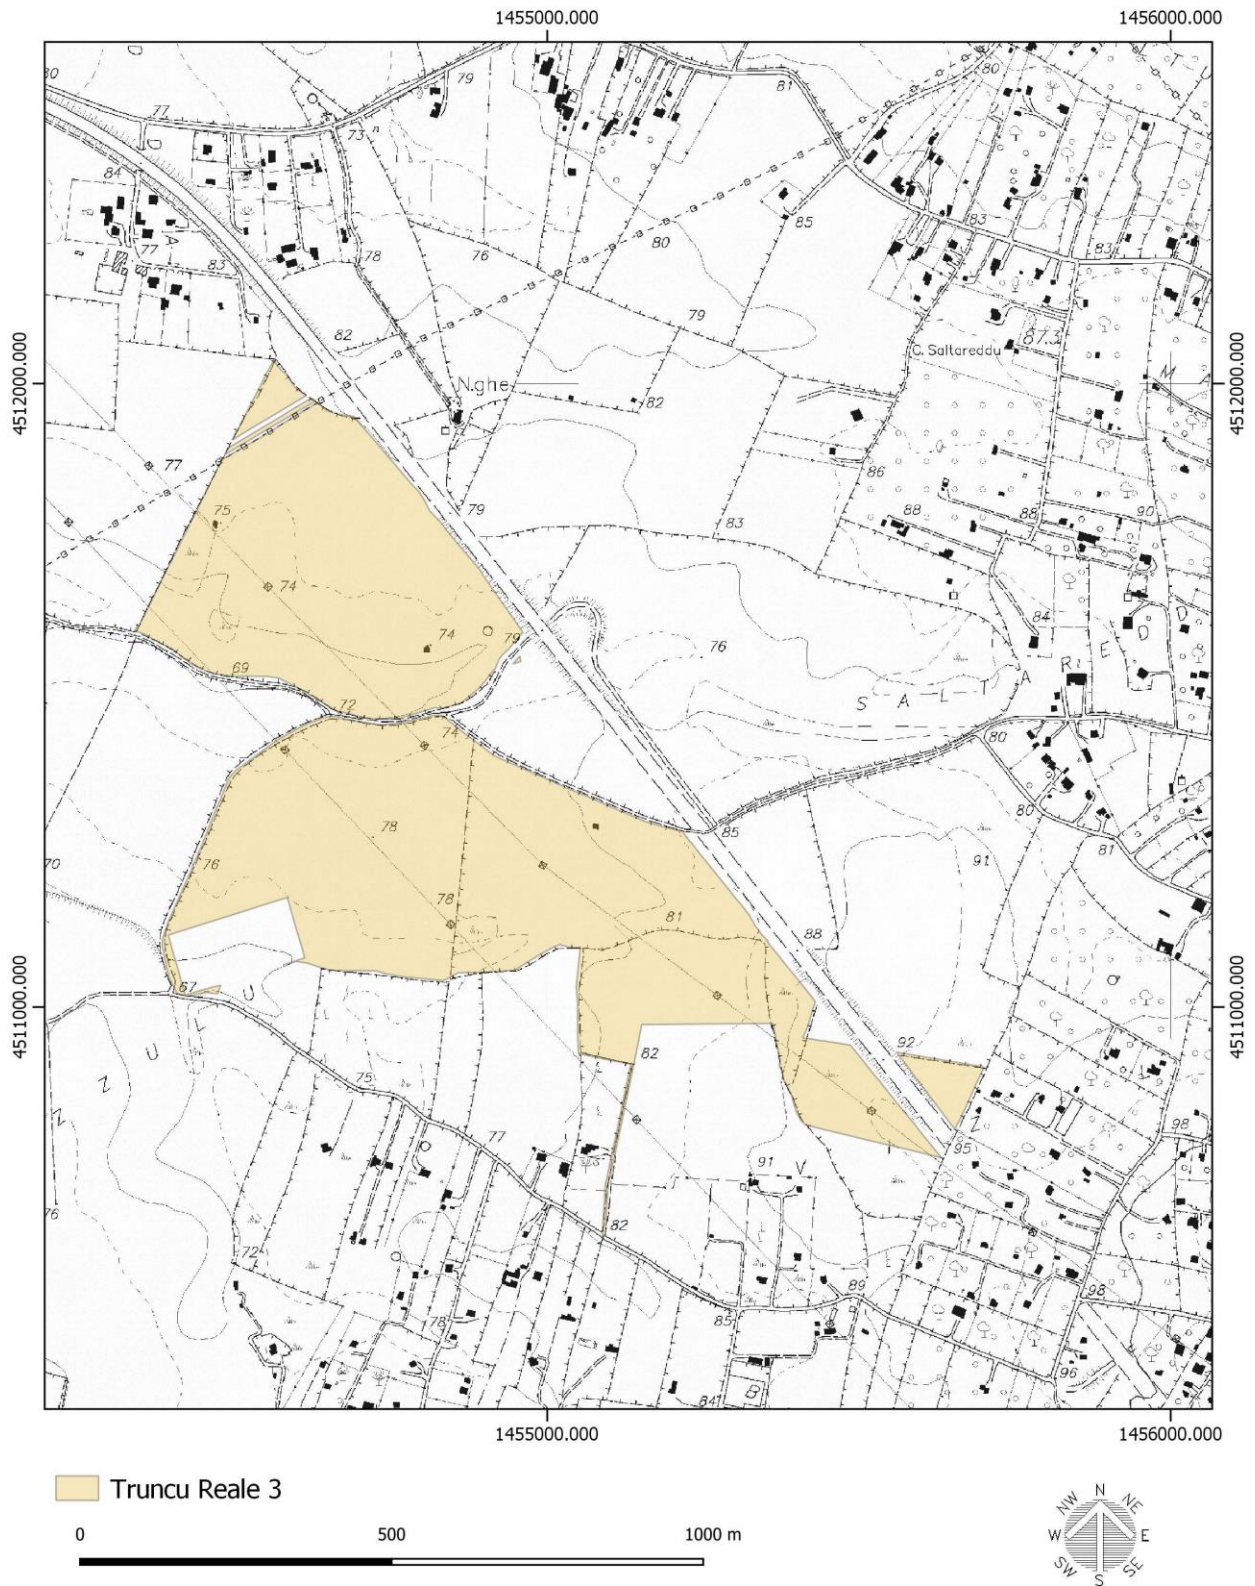 1455000.000
1456000.000
80
D
79
81
80
77
73
D
84
A
77
83
78
76
80
85
83
83
82
79
87.3
C. Saltareddu
M
4512000.000
N.ghe
82
4512000.000
77
86
75
79
83
88
88
90
74
74
79
76
84
D
D
E
R
A
T
L
A
S
69
72
74
80
78
85
80
81
70
76
78
81
91
88
67
U
L
L
U
Z
Z
4511000.000
82
92
4511000.000
75
77
95
98
91
V
I
Z
76
72
82
89
98
85
78
96
84
1455000.000
1456000.000
Truncu Reale 3
0
500
1000 m
N
NE
E
SE
S
SW
W
NW